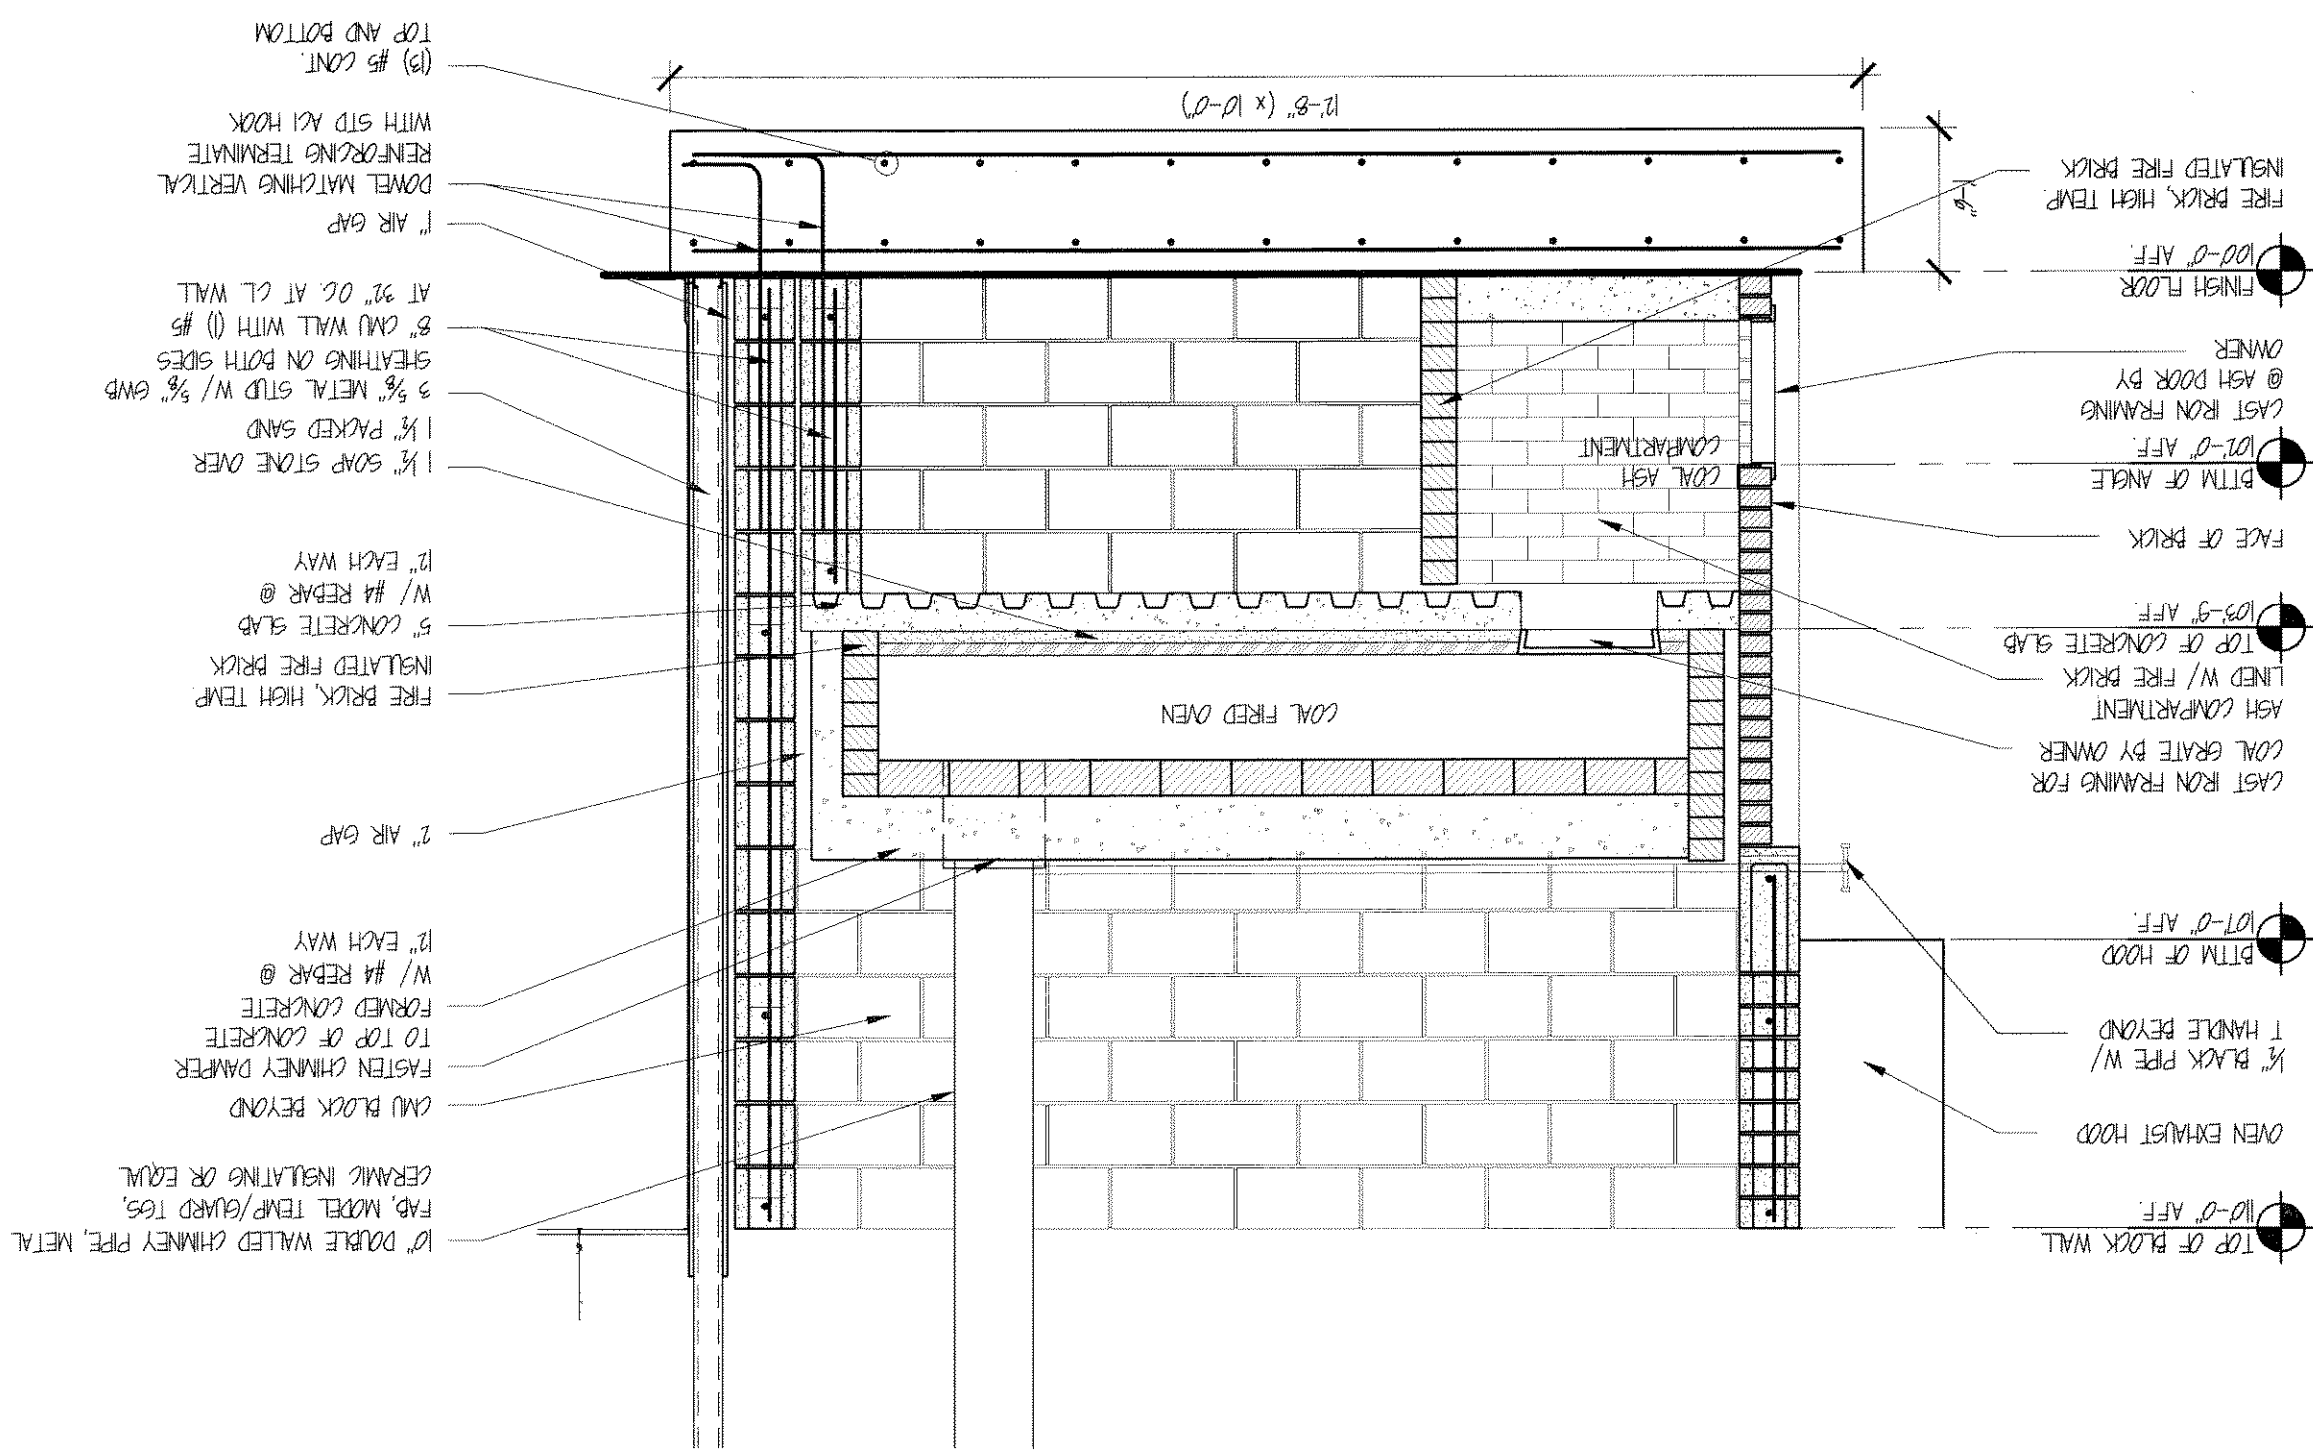 TOP OF BLOCK WALL
110'-0" AFF.
OVEN EXHAUST HOOD
½" BLACK PIPE W/
T HANDLE BEYOND
BTTM OF HOOD
107'-0" AFF.
CAST IRON FRAMING FOR
COAL GRATE BY OWNER
ASH COMPARTMENT
LINED W/ FIRE BRICK
TOP OF CONCRETE SLAB
103'-9" AFF.
FACE OF BRICK
BTTM OF ANGLE
102'-0" AFF.
CAST IRON FRAMING
@ ASH DOOR BY
OWNER
FINISH FLOOR
100'-0" AFF.
FIRE BRICK, HIGH TEMP
INSULATED FIRE BRICK
1'-6"
COAL FIRED OVEN
COAL ASH
COMPARTMENT
12'-8" (x 10'-0")
10" DOUBLE WALLED CHIMNEY PIPE, METAL
FAB, MODEL TEMP/GUARD TGS,
CERAMIC INSULATING OR EQUAL
CMU BLOCK BEYOND
FASTEN CHIMNEY DAMPER
TO TOP OF CONCRETE
FORMED CONCRETE
W/ #4 REBAR @
12" EACH WAY
2" AIR GAP
FIRE BRICK, HIGH TEMP
INSULATED FIRE BRICK
5" CONCRETE SLAB
W/ #4 REBAR @
12" EACH WAY
1 ½" SOAP STONE OVER
1 ½" PACKED SAND
3 ⅝" METAL STUD W/ ⅝" GWB
SHEATHING ON BOTH SIDES
8" CMU WALL WITH (1) #5
AT 32" OC. AT CL WALL
1" AIR GAP
DOWEL MATCHING VERTICAL
REINFORCING TERMINATE
WITH STD ACI HOOK
(13) #5 CONT.
TOP AND BOTTOM